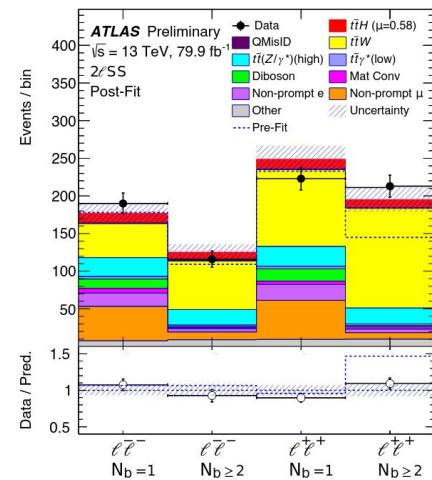 ATLAS Preliminary
√s = 13 TeV, 79.9 fb⁻¹
2ℓSS
Post-Fit
Data
tt̄H (μ=0.58)
QMisID
tt̄W
tt̄(Z/γ*)(high)
tt̄γ*(low)
Diboson
Mat Conv
Non-prompt e
Non-prompt μ
Other
Uncertainty
Pre-Fit
Events / bin
400
350
300
250
200
150
100
50
Data / Pred.
1.5
1
0.5
ℓ⁻ℓ⁻ ℓ⁻ℓ⁻ ℓ⁺ℓ⁺ ℓ⁺ℓ⁺
N_b=1 N_b≥2 N_b=1 N_b≥2